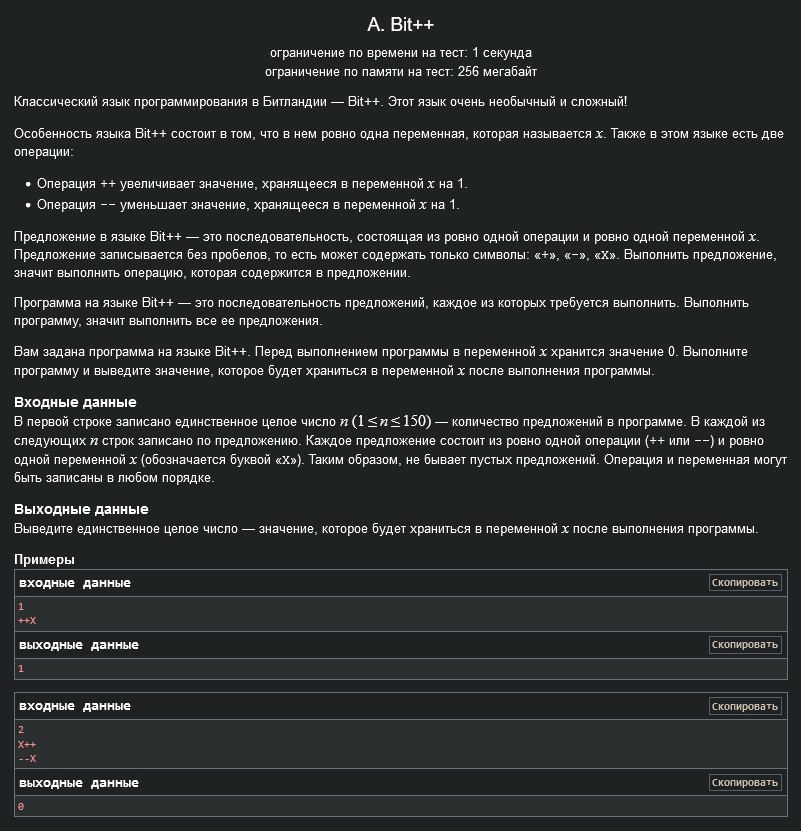 A. Bit++
ограничение по времени на тест: 1 секунда
ограничение по памяти на тест: 256 мегабайт
Классический язык программирования в Битландии — Bit++. Этот язык очень необычный и сложный!
Особенность языка Bit++ состоит в том, что в нем ровно одна переменная, которая называется x. Также в этом языке есть две
операции:
• Операция ++ увеличивает значение, хранящееся в переменной x на 1.
• Операция −− уменьшает значение, хранящееся в переменной x на 1.
Предложение в языке Bit++ — это последовательность, состоящая из ровно одной операции и ровно одной переменной x.
Предложение записывается без пробелов, то есть может содержать только символы: «+», «−», «X». Выполнить предложение,
значит выполнить операцию, которая содержится в предложении.
Программа на языке Bit++ — это последовательность предложений, каждое из которых требуется выполнить. Выполнить
программу, значит выполнить все ее предложения.
Вам задана программа на языке Bit++. Перед выполнением программы в переменной x хранится значение 0. Выполните
программу и выведите значение, которое будет храниться в переменной x после выполнения программы.
Входные данные
В первой строке записано единственное целое число n (1 ≤ n ≤ 150) — количество предложений в программе. В каждой из
следующих n строк записано по предложению. Каждое предложение состоит из ровно одной операции (++ или −−) и ровно
одной переменной x (обозначается буквой «X»). Таким образом, не бывает пустых предложений. Операция и переменная могут
быть записаны в любом порядке.
Выходные данные
Выведите единственное целое число — значение, которое будет храниться в переменной x после выполнения программы.
Примеры
входные данные Скопировать
1
++X
выходные данные Скопировать
1
входные данные Скопировать
2
X++
--X
выходные данные Скопировать
0